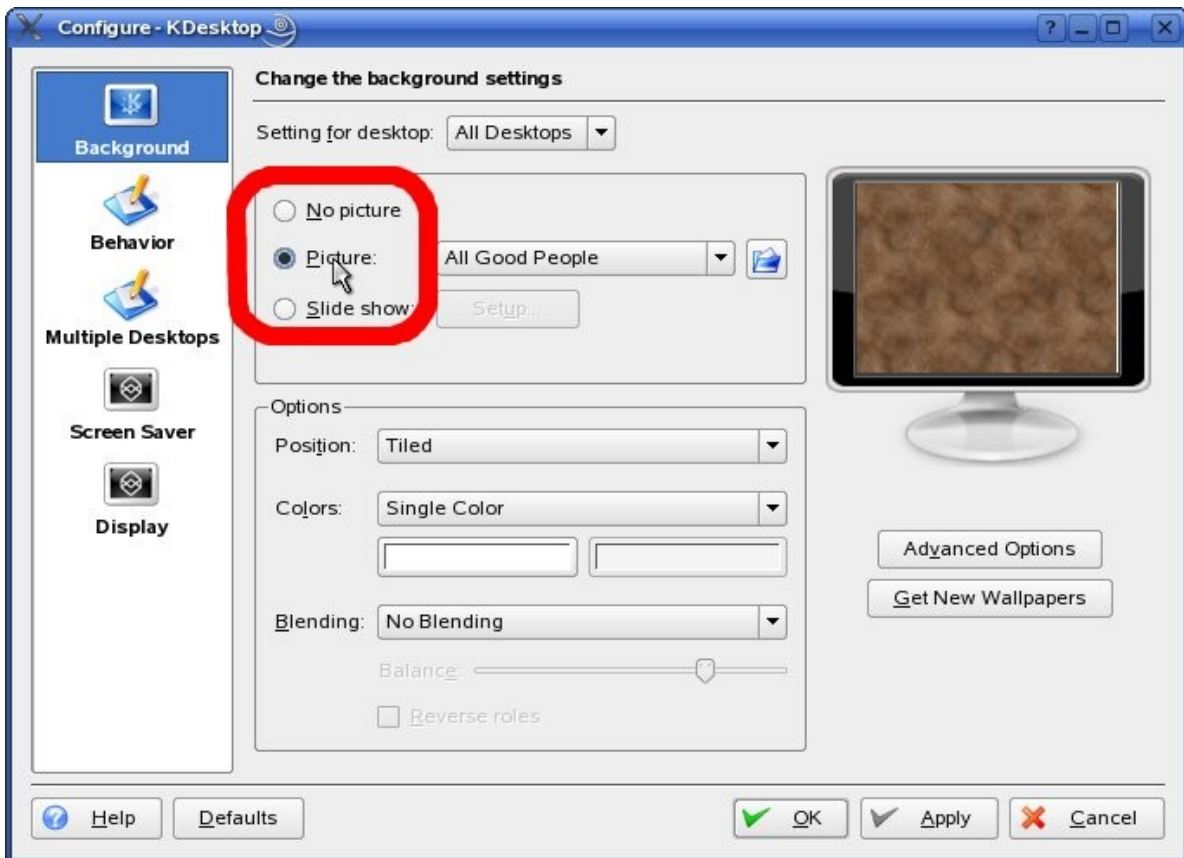 Configure - KDesktop
Change the background settings
Setting for desktop: All Desktops
Background
Behavior
Multiple Desktops
Screen Saver
Display
No picture
Picture: All Good People
Slide show: Setup...
Options
Position: Tiled
Colors: Single Color
Blending: No Blending
Balance:
Reverse roles
Advanced Options
Get New Wallpapers
Help Defaults OK Apply Cancel